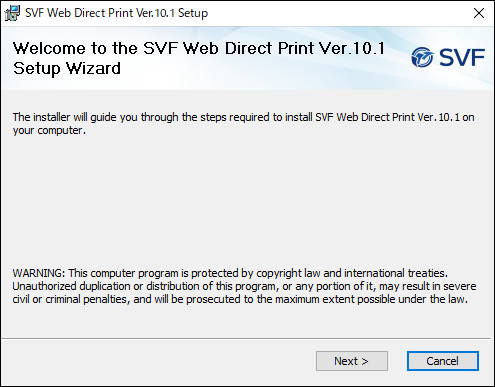 SVF Web Direct Print Ver.10.1 Setup
Welcome to the SVF Web Direct Print Ver.10.1
Setup Wizard
SVF
The installer will guide you through the steps required to install SVF Web Direct Print Ver.10.1 on
your computer.
WARNING: This computer program is protected by copyright law and international treaties.
Unauthorized duplication or distribution of this program, or any portion of it, may result in severe
civil or criminal penalties, and will be prosecuted to the maximum extent possible under the law.
Next >
Cancel